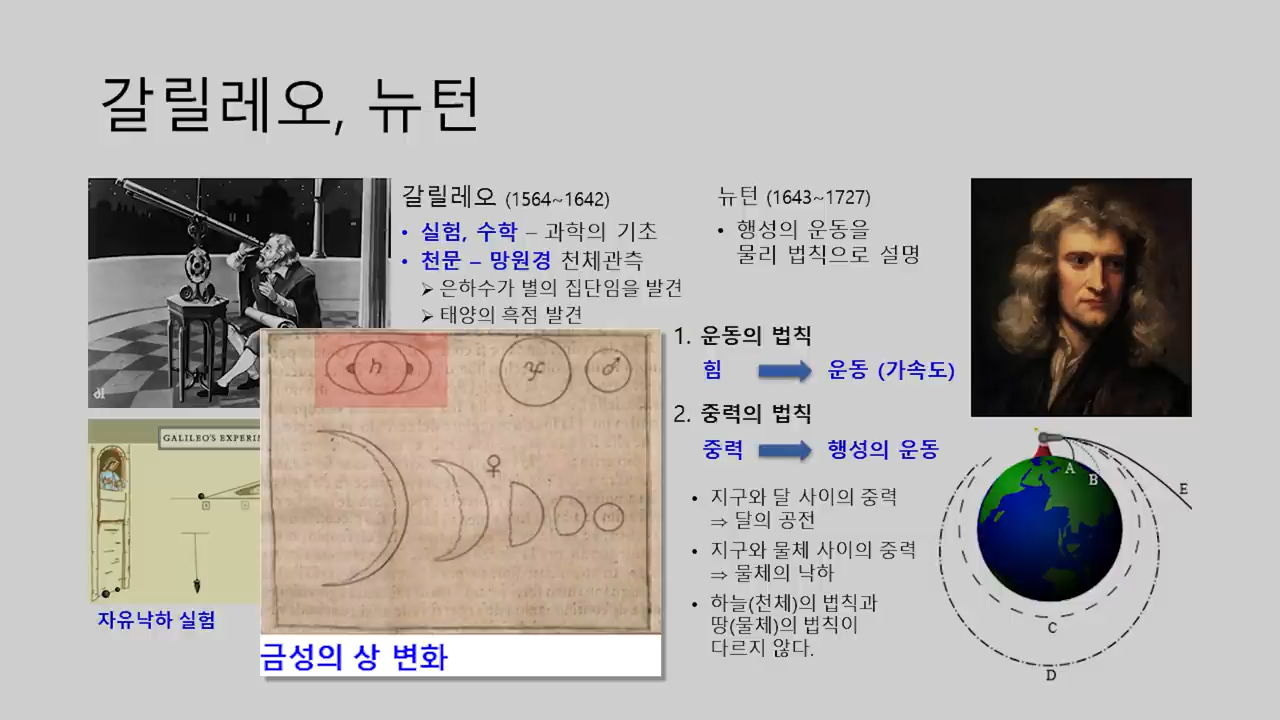 갈릴레오, 뉴턴
갈릴레오 (1564~1642)
• 실험, 수학 – 과학의 기초
• 천문 – 망원경 천체관측
➢ 은하수가 별의 집단임을 발견
➢ 태양의 흑점 발견
GALILEO'S EXPERI
자유낙하 실험
♄ ♃ ♂
♀
금성의 상 변화
뉴턴 (1643~1727)
• 행성의 운동을
물리 법칙으로 설명
1. 운동의 법칙
힘 운동 (가속도)
2. 중력의 법칙
중력 행성의 운동
• 지구와 달 사이의 중력
⇒ 달의 공전
• 지구와 물체 사이의 중력
⇒ 물체의 낙하
• 하늘(천체)의 법칙과
땅(물체)의 법칙이
다르지 않다.
A
B
E
C
D